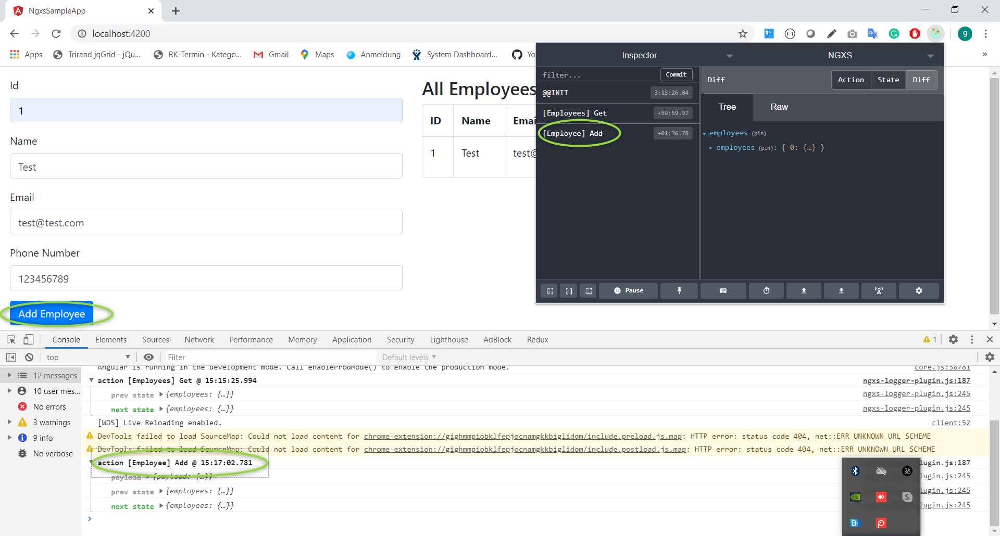 NgxsSampleApp
localhost:4200
g
Apps
Trirand jqGrid - jQu...
RK-Termin - Katego...
Gmail
Maps
Anmeldung
System Dashboard...
Yo
»
Id
1
Name
Test
Email
test@test.com
Phone Number
123456789
Add Employee
All Employees
ID Name Emai
1 Test test@
Inspector
NGXS
filter...
Commit
@@INIT 3:15:26.04
[Employees] Get +59:59.97
[Employee] Add +01:36.78
Diff
Action State Diff
Tree Raw
employees (pin)
employees (pin): { 0: {…} }
Pause
Console Elements Sources Network Performance Memory Application Security Lighthouse AdBlock Redux
1
top
Filter
Default levels
12 messages
10 user mes...
No errors
3 warnings
9 info
No verbose
Angular is running in the development mode. Call enableProdMode() to enable the production mode. core.js:38781
action [Employees] Get @ 15:15:25.994 ngxs-logger-plugin.js:187
prev state {employees: {…}} ngxs-logger-plugin.js:245
next state {employees: {…}} ngxs-logger-plugin.js:245
[WDS] Live Reloading enabled. client:52
DevTools failed to load SourceMap: Could not load content for chrome-extension://gighmmpiobklfepjocnamgkkbiglidom/include.preload.js.map: HTTP error: status code 404, net::ERR_UNKNOWN_URL_SCHEME
DevTools failed to load SourceMap: Could not load content for chrome-extension://gighmmpiobklfepjocnamgkkbiglidom/include.postload.js.map: HTTP error: status code 404, net::ERR_UNKNOWN_URL_SCHEME
action [Employee] Add @ 15:17:02.781 lugin.js:187
payload {payload: {…}} lugin.js:245
prev state {employees: {…}} lugin.js:245
next state {employees: {…}} lugin.js:245